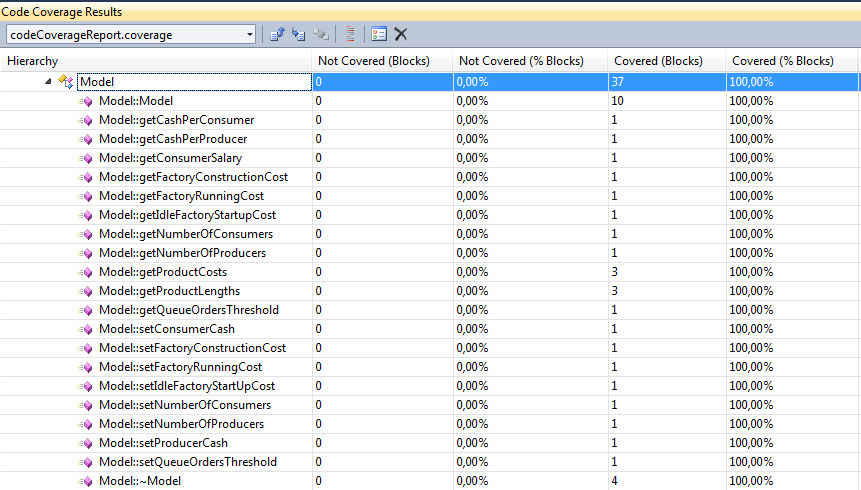 Code Coverage Results
codeCoverageReport.coverage
Hierarchy Not Covered (Blocks) Not Covered (% Blocks) Covered (Blocks) Covered (% Blocks)
Model 0 0,00% 37 100,00%
Model::Model 0 0,00% 10 100,00%
Model::getCashPerConsumer 0 0,00% 1 100,00%
Model::getCashPerProducer 0 0,00% 1 100,00%
Model::getConsumerSalary 0 0,00% 1 100,00%
Model::getFactoryConstructionCost 0 0,00% 1 100,00%
Model::getFactoryRunningCost 0 0,00% 1 100,00%
Model::getIdleFactoryStartupCost 0 0,00% 1 100,00%
Model::getNumberOfConsumers 0 0,00% 1 100,00%
Model::getNumberOfProducers 0 0,00% 1 100,00%
Model::getProductCosts 0 0,00% 3 100,00%
Model::getProductLengths 0 0,00% 3 100,00%
Model::getQueueOrdersThreshold 0 0,00% 1 100,00%
Model::setConsumerCash 0 0,00% 1 100,00%
Model::setFactoryConstructionCost 0 0,00% 1 100,00%
Model::setFactoryRunningCost 0 0,00% 1 100,00%
Model::setIdleFactoryStartUpCost 0 0,00% 1 100,00%
Model::setNumberOfConsumers 0 0,00% 1 100,00%
Model::setNumberOfProducers 0 0,00% 1 100,00%
Model::setProducerCash 0 0,00% 1 100,00%
Model::setQueueOrdersThreshold 0 0,00% 1 100,00%
Model::~Model 0 0,00% 4 100,00%